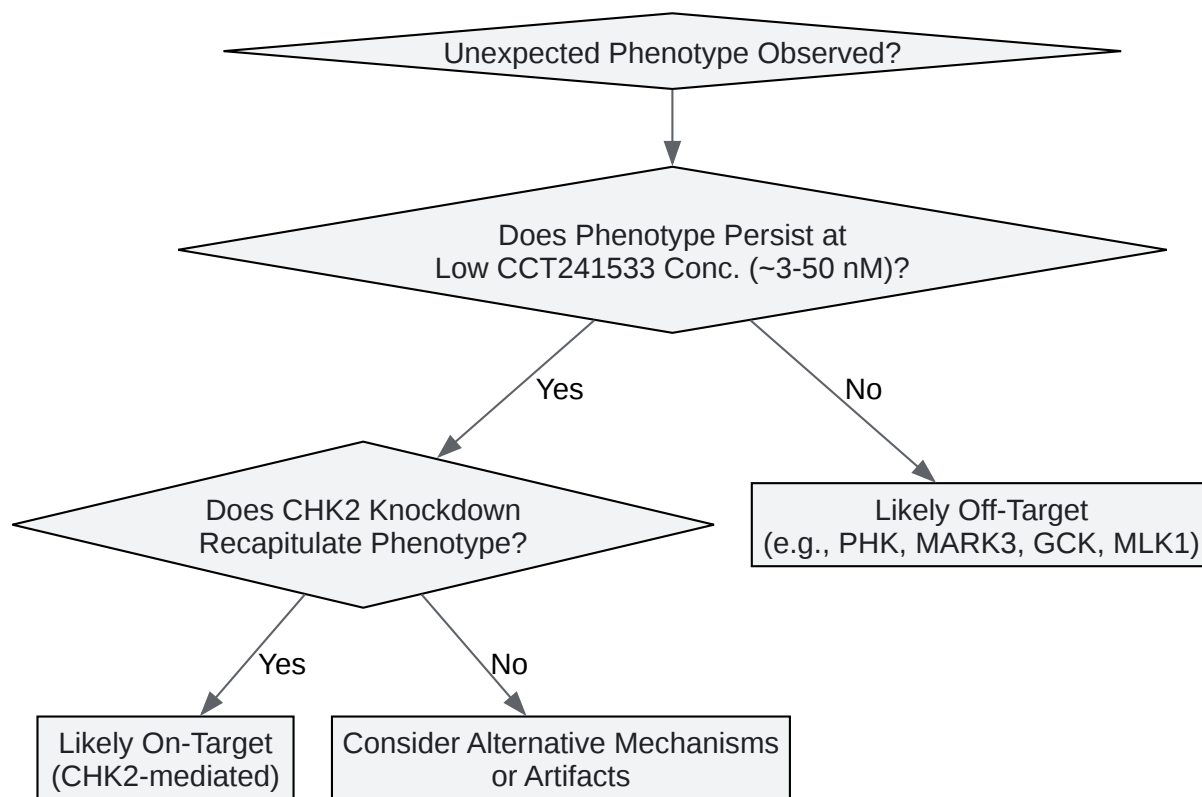 Unexpected Phenotype Observed?
Does Phenotype Persist at
Low CCT241533 Conc. (~3-50 nM)?
Yes
No
Does CHK2 Knockdown
Recapitulate Phenotype?
Likely Off-Target
(e.g., PHK, MARK3, GCK, MLK1)
Yes
No
Likely On-Target
(CHK2-mediated)
Consider Alternative Mechanisms
or Artifacts